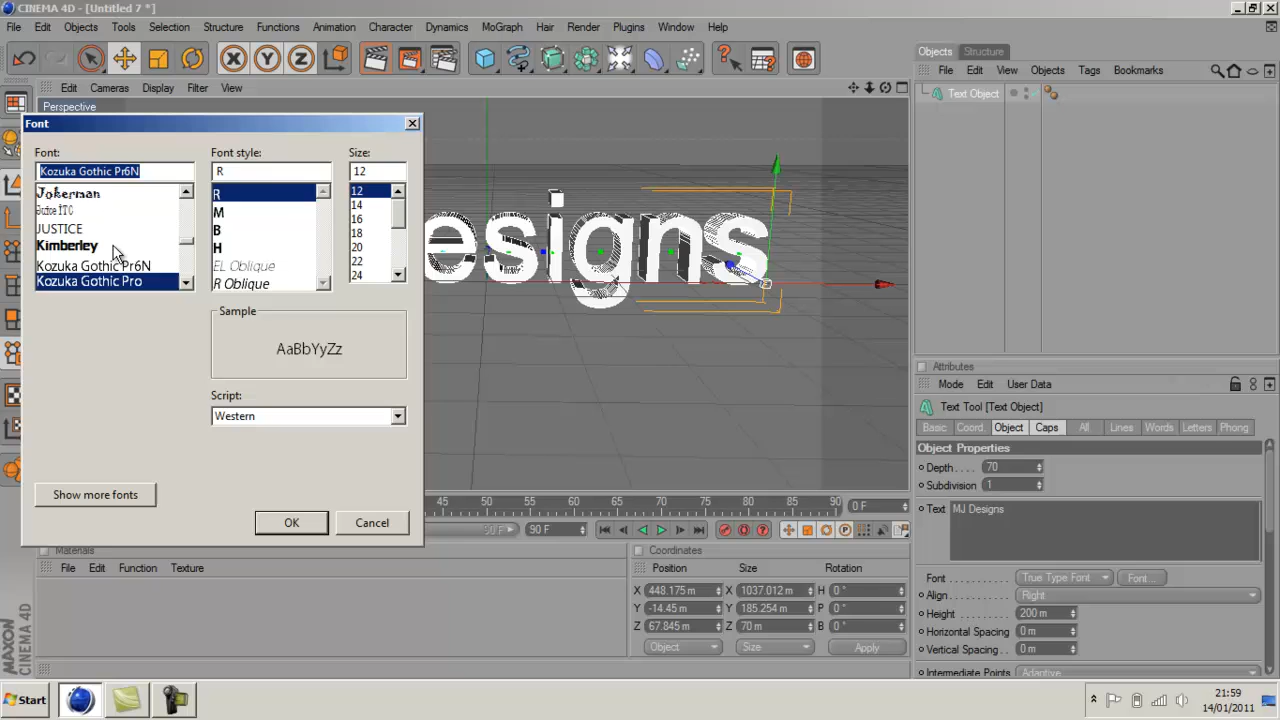 CINEMA 4D - [Untitled 7 *]
File Edit Objects Tools Selection Structure Functions Animation Character Dynamics MoGraph Hair Render Plugins Window Help
X Y Z
Edit Cameras Display Filter View
Perspective
Font
Font: Font style: Size:
Kozuka Gothic Pr6N R 12
Jokerman
Juice ITC
JUSTICE
Kimberley
Kozuka Gothic Pr6N
Kozuka Gothic Pro
R
M
B
H
EL Oblique
R Oblique
12
14
16
18
20
22
24
Sample
AaBbYyZz
Script:
Western
Show more fonts
OK Cancel
esigns
45 50 55 60 65 70 75 80 85 90 0 F
90 F 90 F
Materials
File Edit Function Texture
Coordinates
Position Size Rotation
X 448.175 m X 1037.012 m H 0 °
Y -14.45 m Y 185.254 m P 0 °
Z 67.845 m Z 70 m B 0 °
Object Size Apply
Objects Structure
File Edit View Objects Tags Bookmarks
Text Object
Attributes
Mode Edit User Data
Text Tool [Text Object]
Basic Coord. Object Caps All Lines Words Letters Phong
Object Properties
Depth . . . . 70
Subdivision 1
Text MJ Designs
Font . . . . . . . . . . True Type Font Font...
Align . . . . . . . . . . Right
Height . . . . . . . . . 200 m
Horizontal Spacing 0 m
Vertical Spacing . . 0 m
Intermediate Points Adaptive
MAXON
CINEMA 4D
Start
21:59
14/01/2011